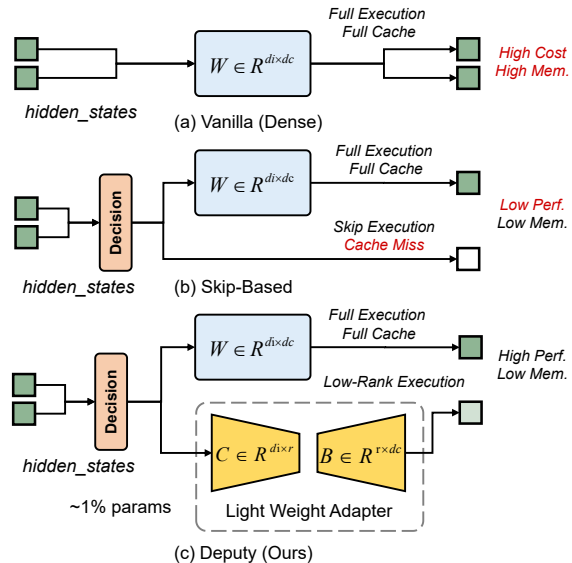 Full Execution
Full Cache
W ∈ R^{di×dc}
High Cost
High Mem.
hidden_states
(a) Vanilla (Dense)
Full Execution
Full Cache
Decision
W ∈ R^{di×dc}
Low Perf.
Low Mem.
Skip Execution
Cache Miss
hidden_states
(b) Skip-Based
Full Execution
Full Cache
Decision
W ∈ R^{di×dc}
High Perf.
Low Mem.
Low-Rank Execution
C ∈ R^{di×r}
B ∈ R^{r×dc}
hidden_states
~1% params
Light Weight Adapter
(c) Deputy (Ours)